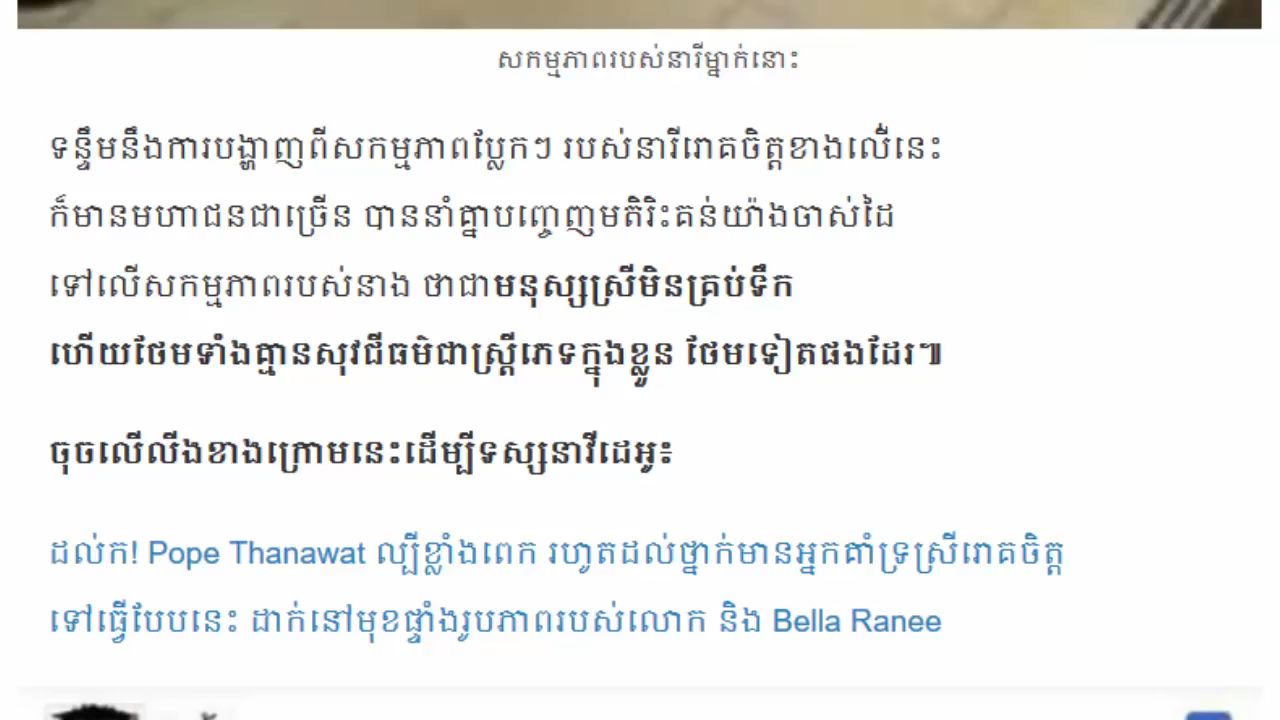 សកម្មភាពរបស់នារីម្នាក់នោះ
ទន្ទឹមនឹងការបង្ហាញពីសកម្មភាពប្លែកៗ របស់នារីរោគចិត្តខាងលើនេះ
ក៏មានមហាជនជាច្រើន បាននាំគ្នាបញ្ចេញមតិរិះគន់យ៉ាងចាស់ដៃ
ទៅលើសកម្មភាពរបស់នាង ថាជាមនុស្សស្រីមិនគ្រប់ទឹក
ហើយថែមទាំងគ្មានសុវជីធម៌ជាស្ត្រីភេទក្នុងខ្លួន ថែមទៀតផងដែរ៕
ចុចលើលីងខាងក្រោមនេះដើម្បីទស្សនាវីដេអូ៖
ដល់ក! Pope Thanawat ល្បីខ្លាំងពេក រហូតដល់ថ្នាក់មានអ្នកគាំទ្រស្រីរោគចិត្ត
ទៅធ្វើបែបនេះ ដាក់នៅមុខផ្ទាំងរូបភាពរបស់លោក និង Bella Ranee